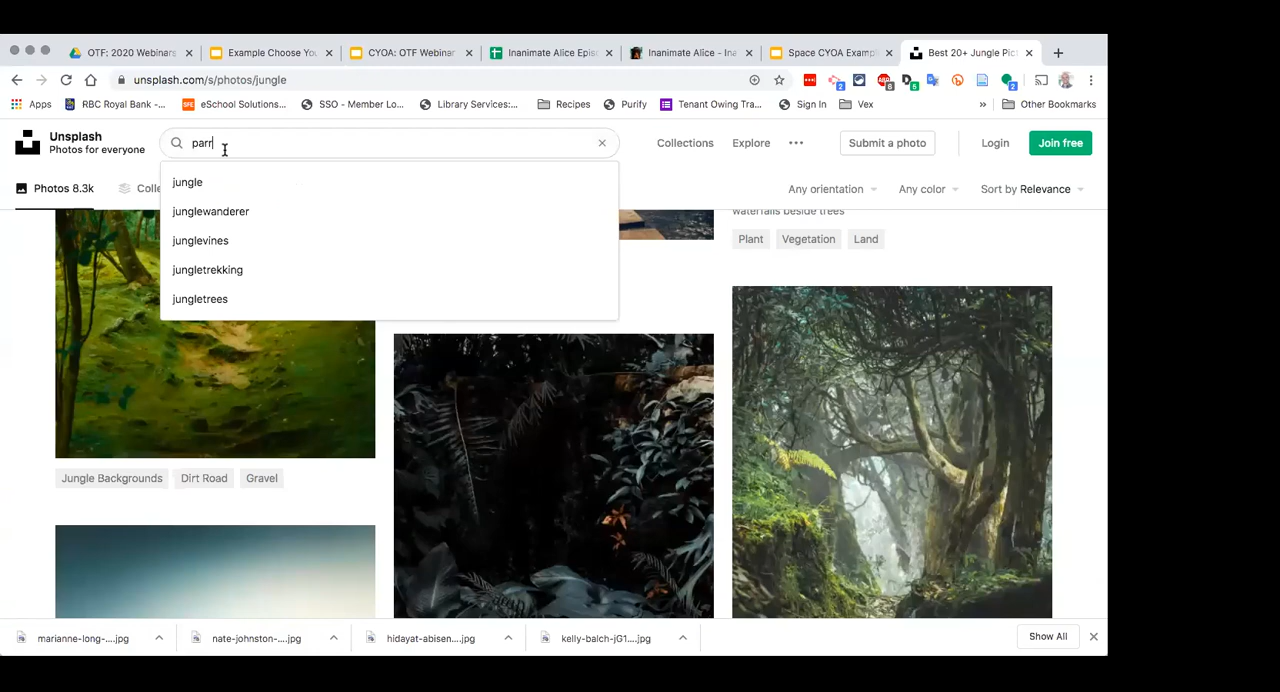 OTF: 2020 Webinars
Example Choose Yo
CYOA: OTF Webinar
Inanimate Alice Epis
Inanimate Alice - Ina
Space CYOA Exampl
Best 20+ Jungle Pic
unsplash.com/s/photos/jungle
Apps
RBC Royal Bank -...
eSchool Solutions...
SSO - Member Lo...
Library Services:...
Recipes
Purify
Tenant Owing Tra...
Sign In
Vex
»
Other Bookmarks
Unsplash
Photos for everyone
parr
Collections
Explore
Submit a photo
Login
Join free
jungle
junglewanderer
junglevines
jungletrekking
jungletrees
Photos 8.3k
Colle
Any orientation
Any color
Sort by Relevance
waterfalls beside trees
Plant
Vegetation
Land
Jungle Backgrounds
Dirt Road
Gravel
marianne-long-....jpg
nate-johnston-....jpg
hidayat-abisen....jpg
kelly-balch-jG1....jpg
Show All